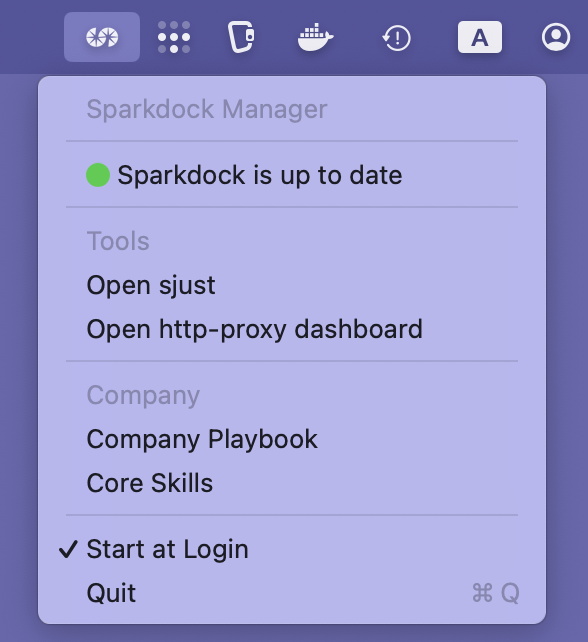 A
Sparkdock Manager
Sparkdock is up to date
Tools
Open sjust
Open http-proxy dashboard
Company
Company Playbook
Core Skills
✓ Start at Login
Quit ⌘ Q